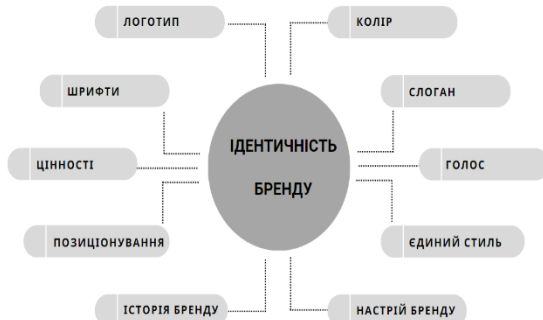 ЛОГОТИП
КОЛІР
ШРИФТИ
СЛОГАН
ІДЕНТИЧНІСТЬ
БРЕНДУ
ЦІННОСТІ
ГОЛОС
ПОЗИЦІОНУВАННЯ
ЄДИНИЙ СТИЛЬ
ІСТОРІЯ БРЕНДУ
НАСТРІЙ БРЕНДУ